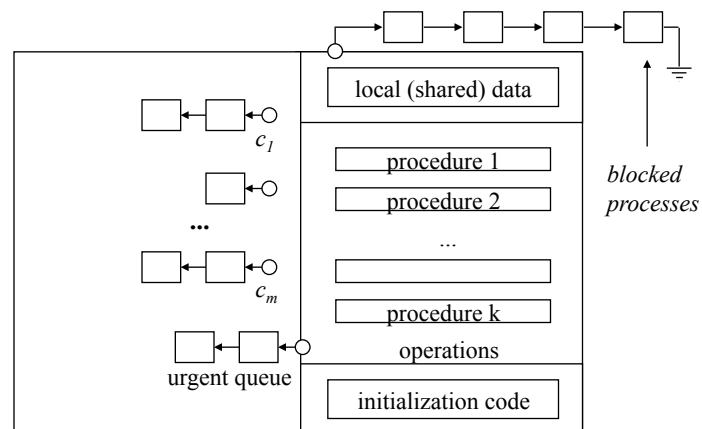 local (shared) data
c1
procedure 1
blocked
processes
procedure 2
...
...
cm
procedure k
operations
urgent queue
initialization code